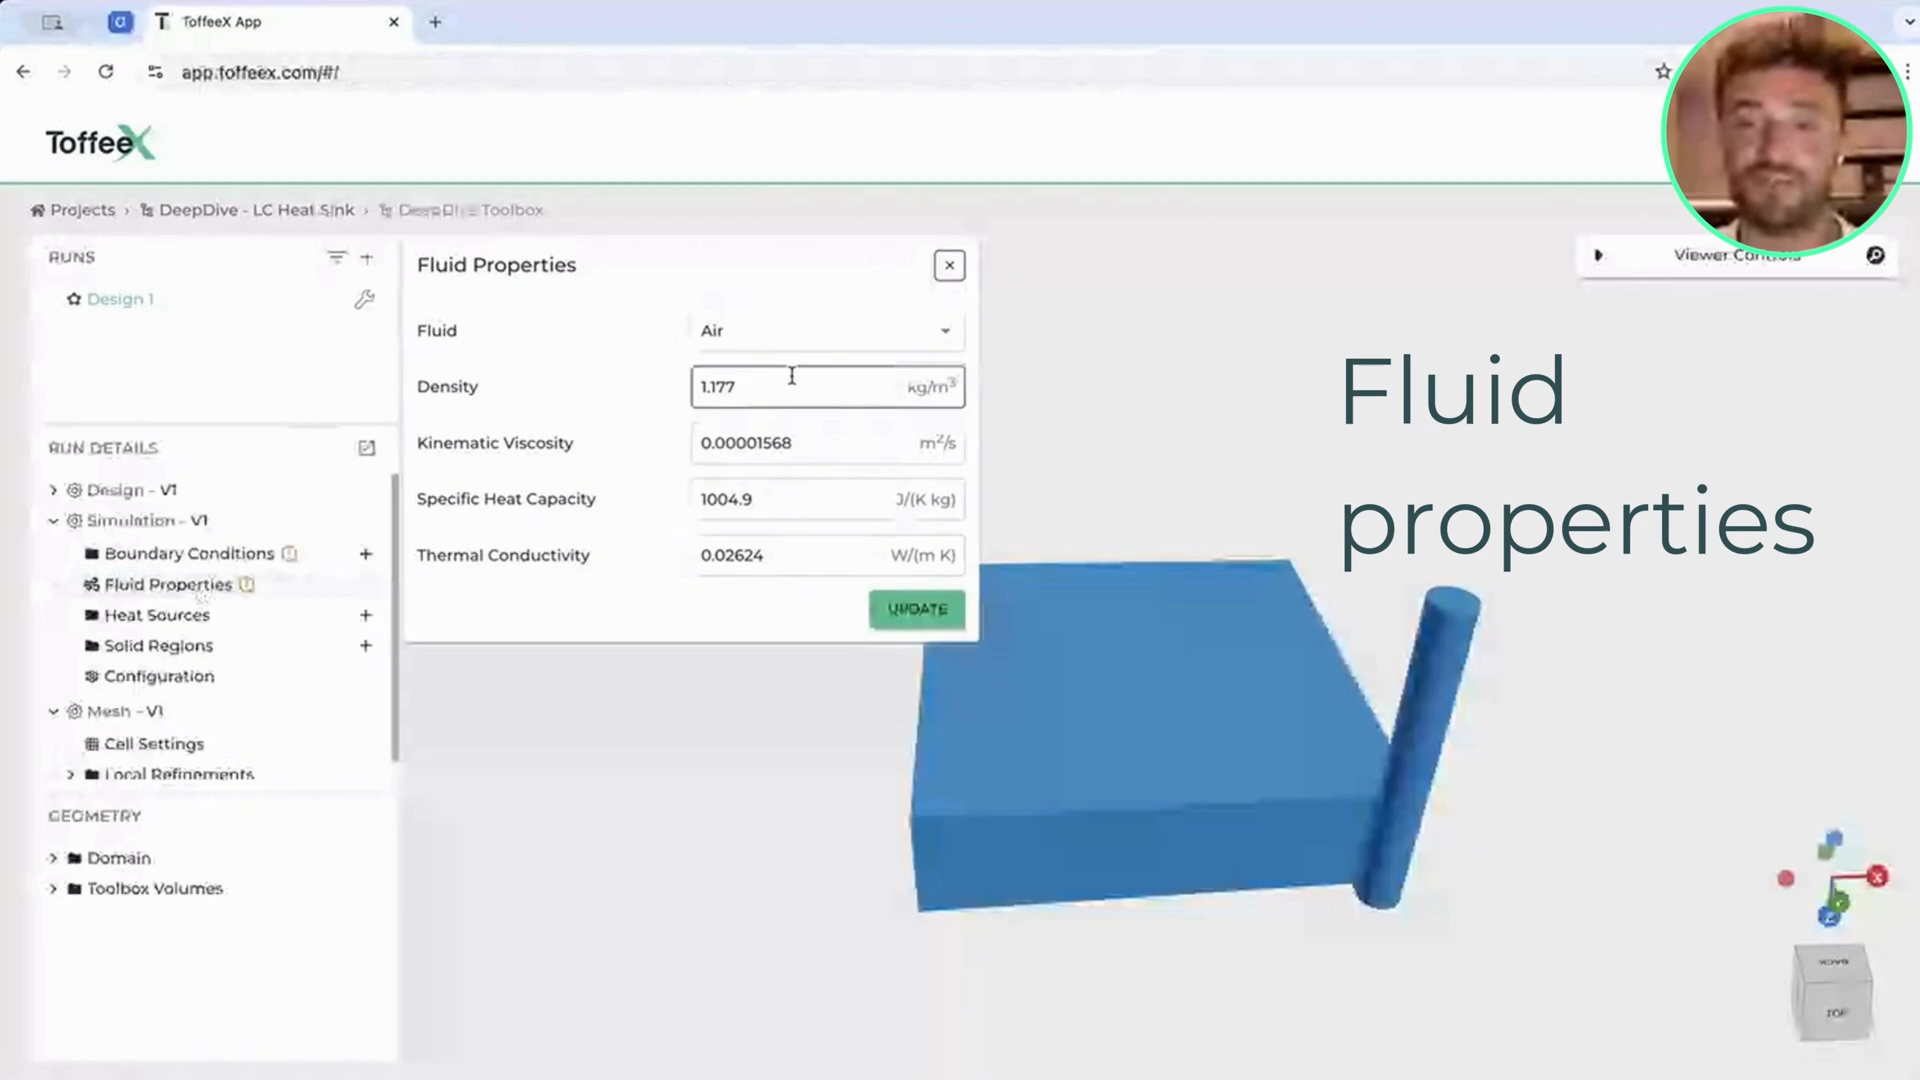 ToffeeX App
app.toffeex.com/#/
ToffeeX
Projects › DeepDive - LC Heat Sink › DeepDive Toolbox
RUNS
Design 1
RUN DETAILS
Design - V1
Simulation - V1
Boundary Conditions
Fluid Properties
Heat Sources
Solid Regions
Configuration
Mesh - V1
Cell Settings
Local Refinements
GEOMETRY
Domain
Toolbox Volumes
Fluid Properties
Fluid Air
Density 1.177 kg/m³
Kinematic Viscosity 0.00001568 m²/s
Specific Heat Capacity 1004.9 J/(K kg)
Thermal Conductivity 0.02624 W/(m K)
UPDATE
Viewer Controls
Fluid
properties
X
BACK
TOP